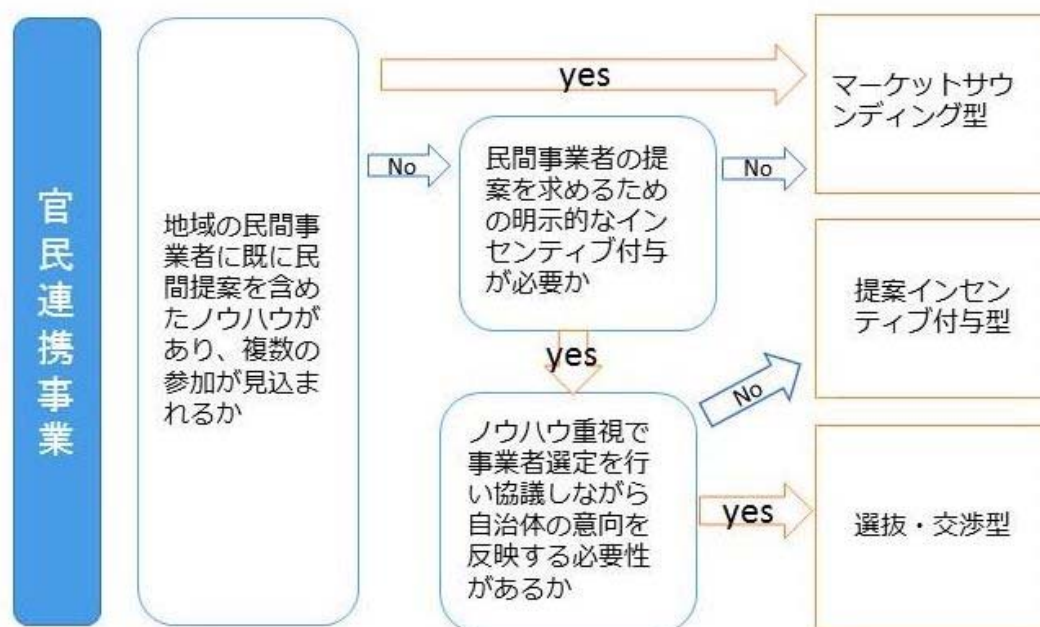 官民連携事業
地域の民間事
業者に既に民
間提案を含め
たノウハウが
あり、複数の
参加が見込ま
れるか
yes
マーケットサウ
ンディング型
No
民間事業者の提
案を求めるため
の明示的なイン
センティブ付与
が必要か
No
yes
提案インセン
ティブ付与型
ノウハウ重視で
事業者選定を行
い協議しながら
自治体の意向を
反映する必要性
があるか
No
yes
選抜・交渉型